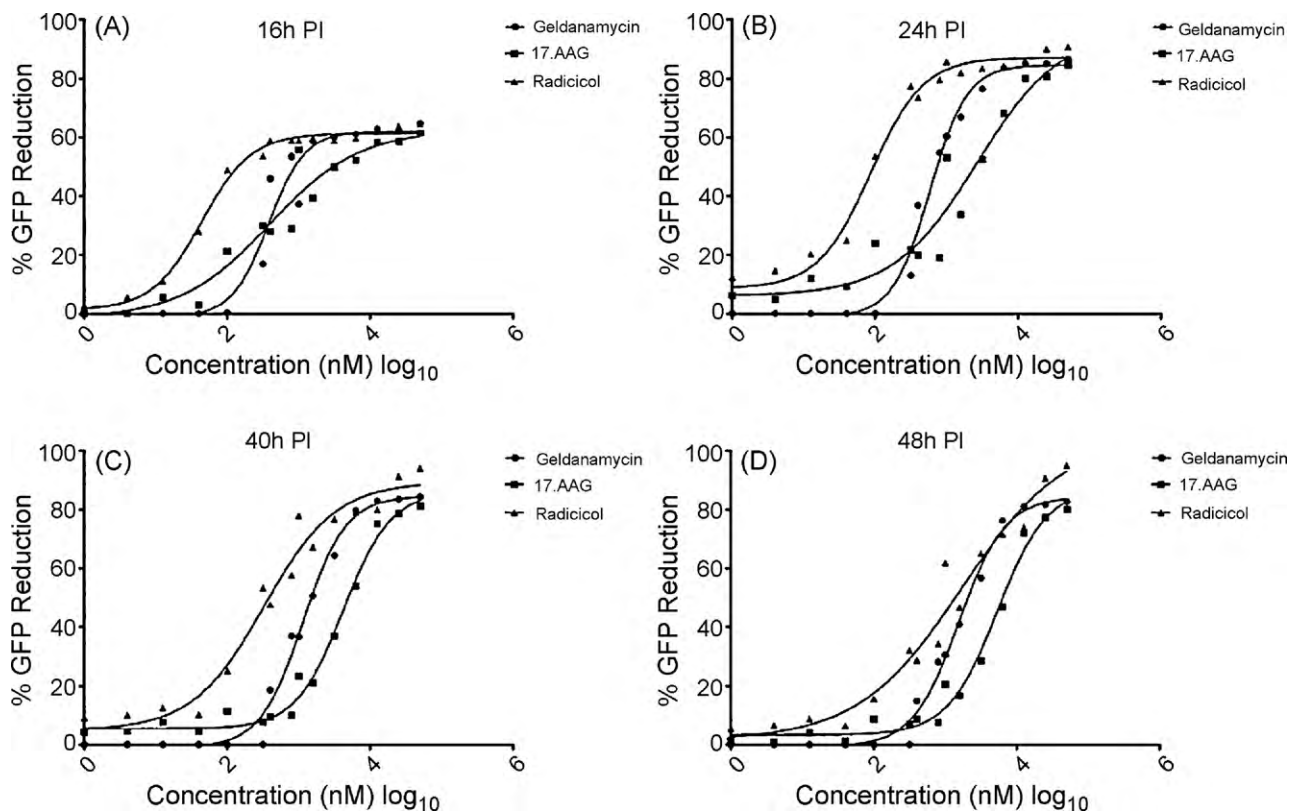 (A) 16h PI
Geldanamycin
17.AAG
Radicicol
% GFP Reduction
100
80
60
40
20
0
0 2 4 6
Concentration (nM) log10
(B) 24h PI
Geldanamycin
17.AAG
Radicicol
% GFP Reduction
100
80
60
40
20
0
0 2 4 6
Concentration (nM) log10
(C) 40h PI
Geldanamycin
17.AAG
Radicicol
% GFP Reduction
100
80
60
40
20
0
0 2 4 6
Concentration (nM) log10
(D) 48h PI
Geldanamycin
17.AAG
Radicicol
% GFP Reduction
100
80
60
40
20
0
0 2 4 6
Concentration (nM) log10